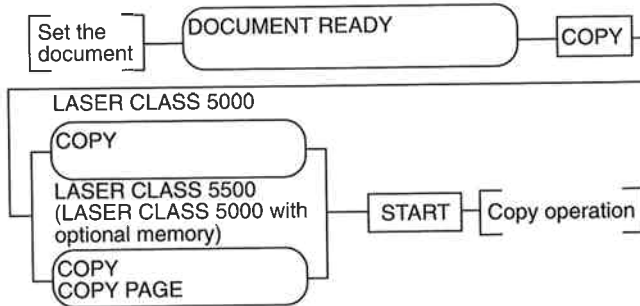 Set the
document
DOCUMENT READY
COPY
LASER CLASS 5000
COPY
LASER CLASS 5500
(LASER CLASS 5000 with
optional memory)
COPY
COPY PAGE
START
Copy operation